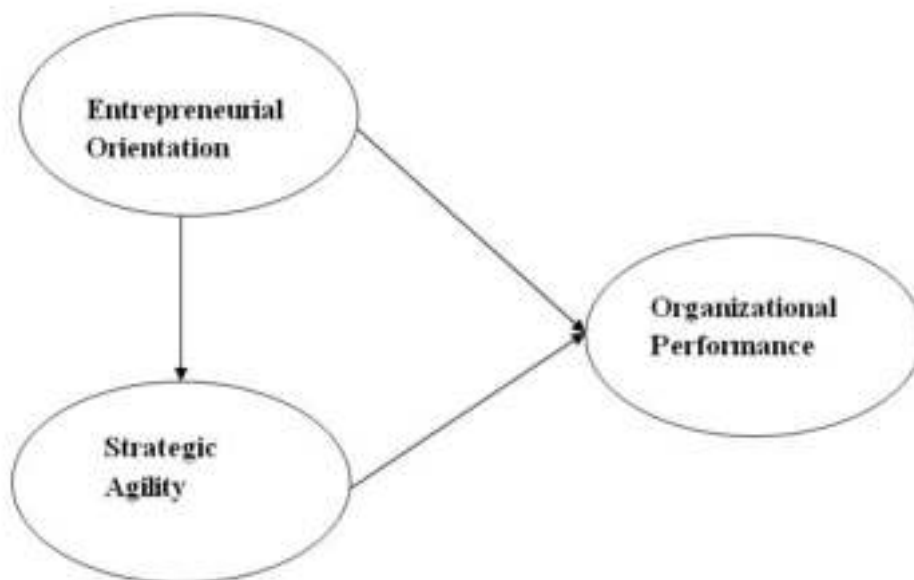 Entrepreneurial
Orientation
Organizational
Performance
Strategic
Agility